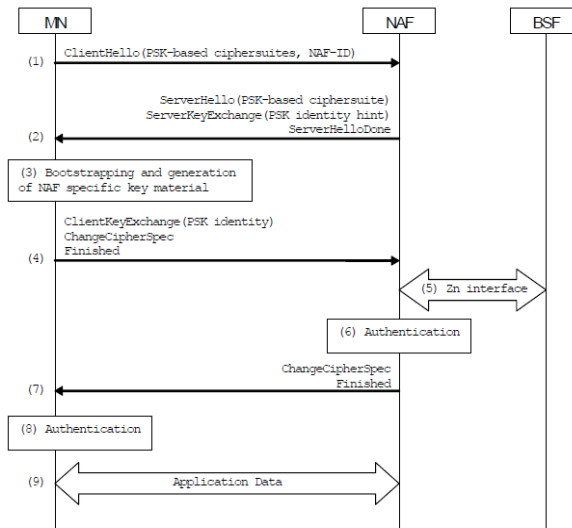 MN NAF BSF
(1) ClientHello(PSK-based ciphersuites, NAF-ID)
ServerHello(PSK-based ciphersuite)
ServerKeyExchange(PSK identity hint)
(2) ServerHelloDone
(3) Bootstrapping and generation
of NAF specific key material
ClientKeyExchange(PSK identity)
ChangeCipherSpec
(4) Finished
(5) Zn interface
(6) Authentication
ChangeCipherSpec
(7) Finished
(8) Authentication
(9) Application Data